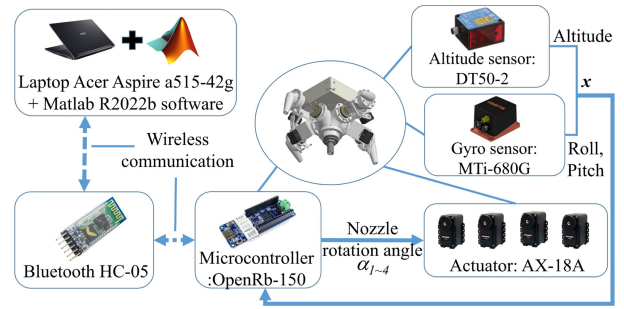 Laptop Acer Aspire a515-42g
+ Matlab R2022b software
Wireless
communication
Bluetooth HC-05
Microcontroller
:OpenRb-150
Altitude sensor:
DT50-2
Altitude
x
Gyro sensor:
MTi-680G
Roll,
Pitch
Nozzle
rotation angle
α1~4
Actuator: AX-18A